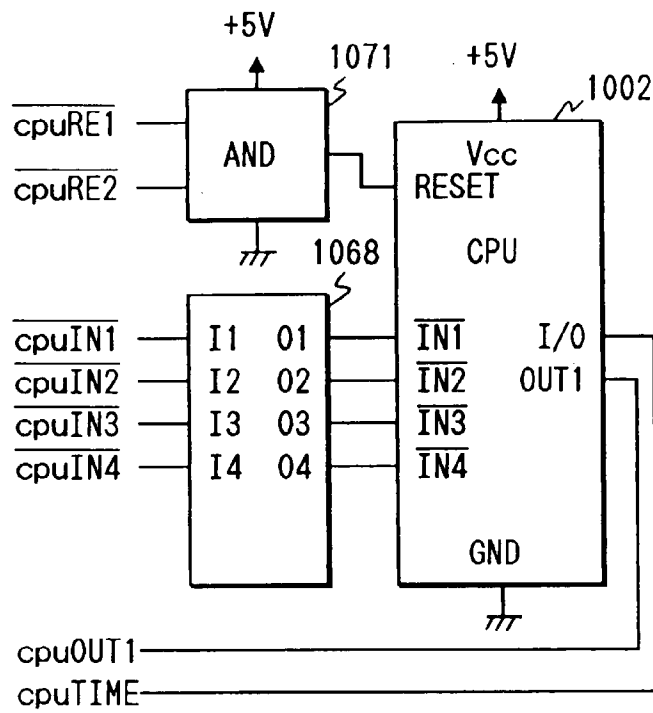 +5V
1071
+5V
1002
cpuRE1
AND
Vcc
cpuRE2
RESET
1068
CPU
cpuIN1 I1 O1 IN1 I/O
cpuIN2 I2 O2 IN2 OUT1
cpuIN3 I3 O3 IN3
cpuIN4 I4 O4 IN4
GND
cpuOUT1
cpuTIME